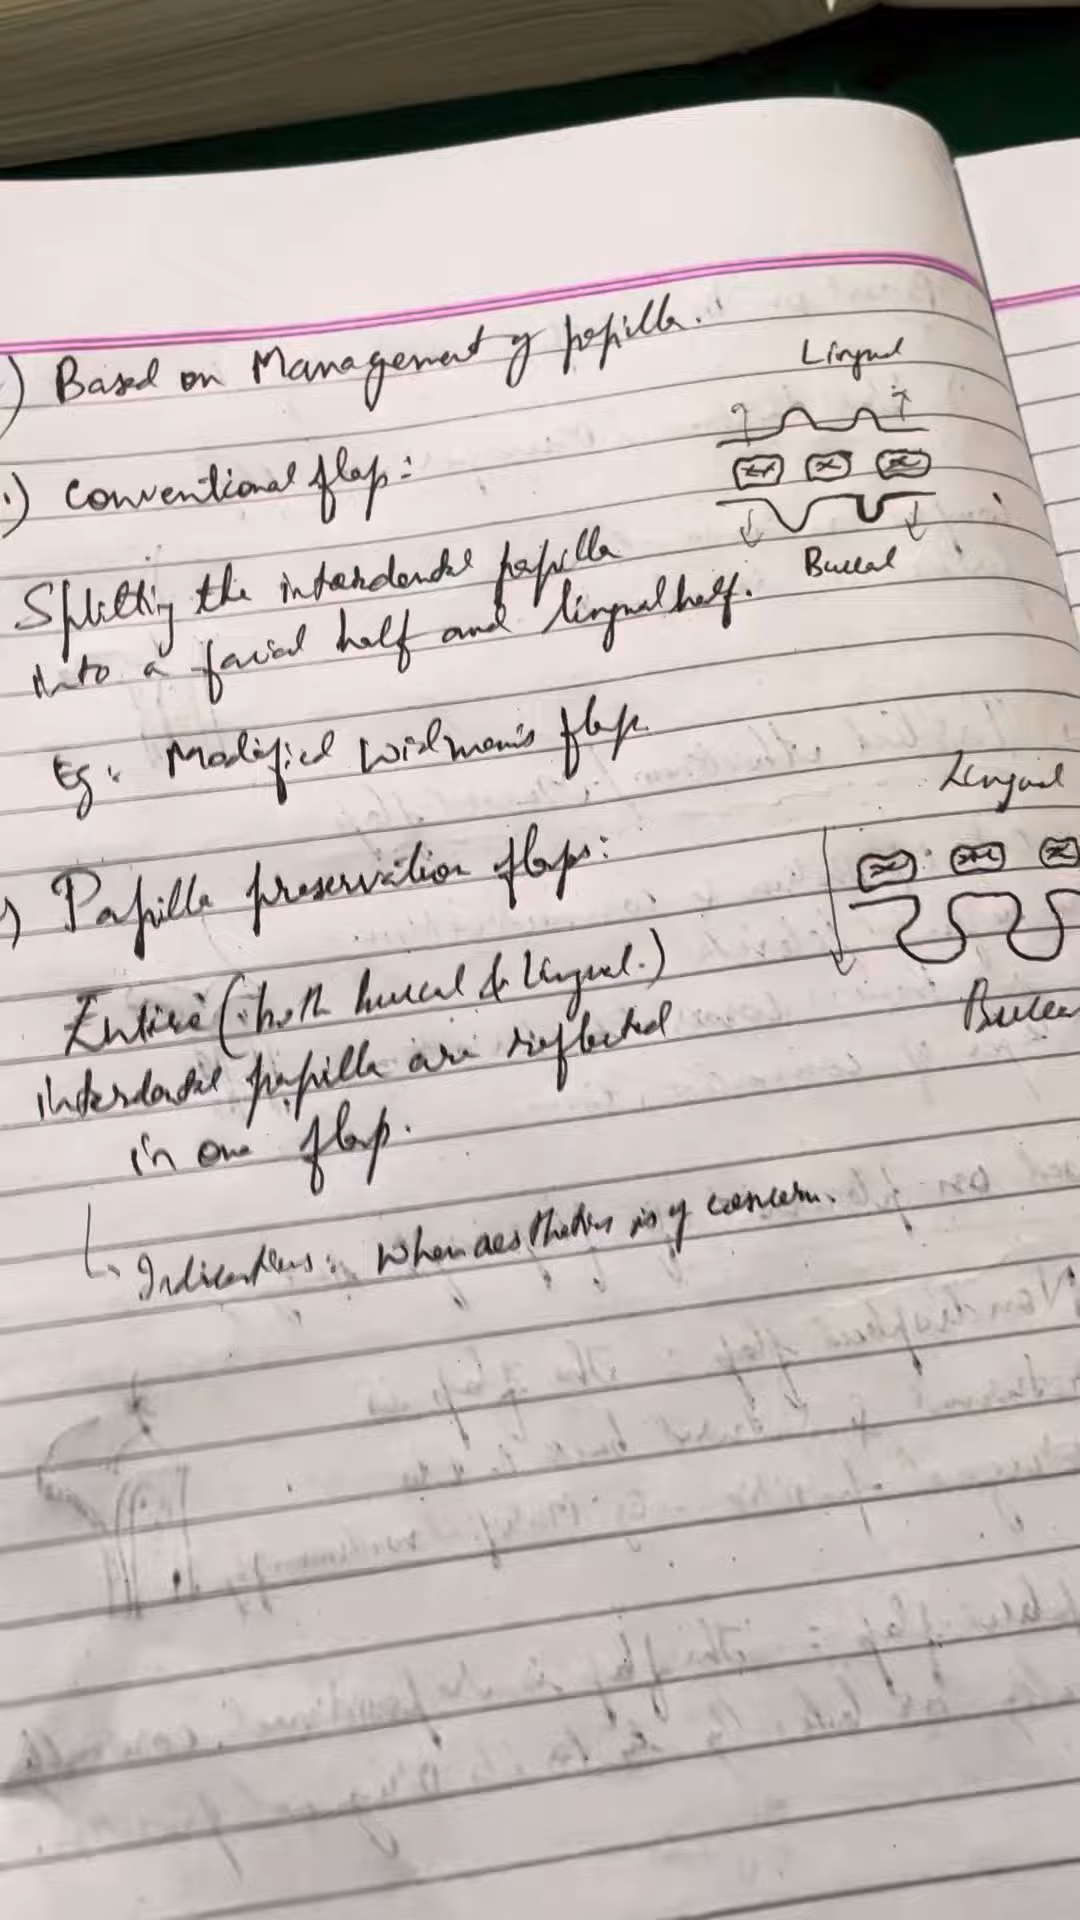 ) Based on Management of papilla.
Lingual
) Conventional flap:
Buccal
Splitting the interdental papilla
into a facial half and lingual half.
Eg: Modified Widman's flap
Lingual
) Papilla preservation flaps:
Entire (both buccal & lingual.)
Buccal
interdental papilla are reflected
in one flap.
Indications: When aesthetics is of concern.